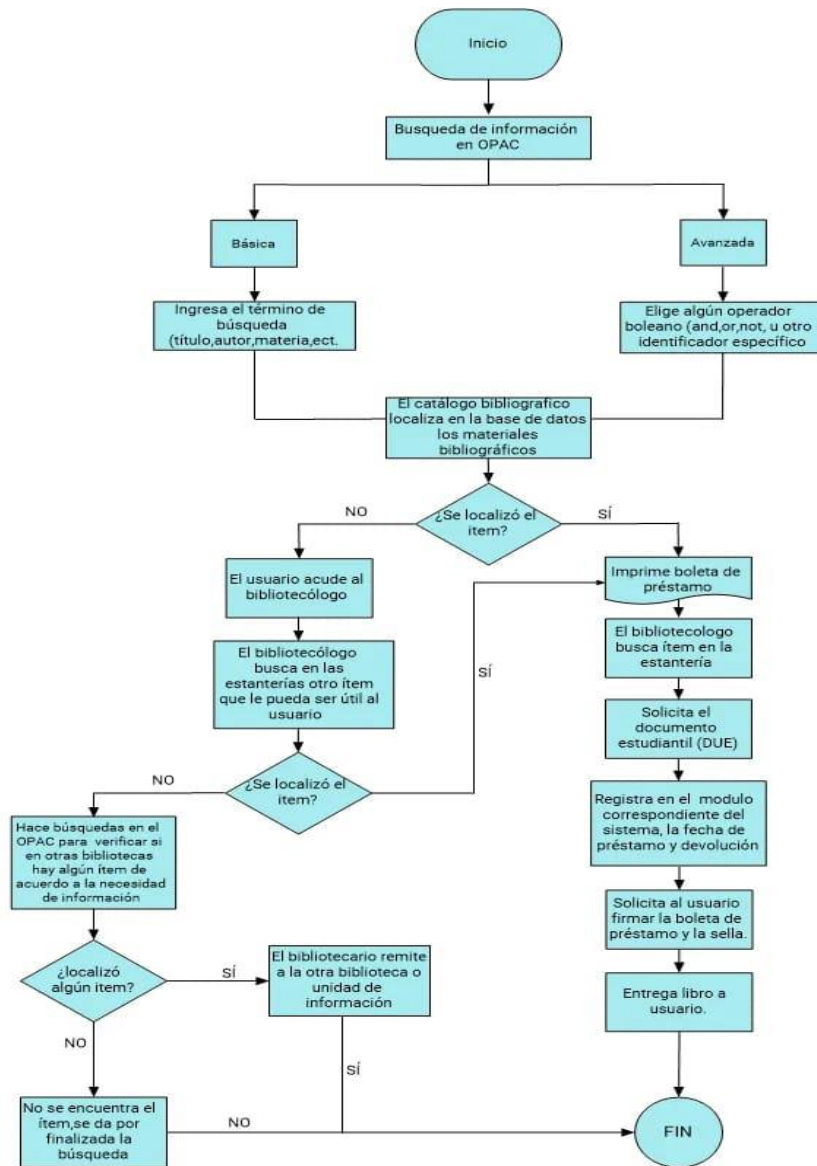 Inicio
Busqueda de información
en OPAC
Básica
Avanzada
Ingresa el término de
búsqueda
(título,autor,materia,ect.
Elige algún operador
boleano (and,or,not, u otro
identificador específico
El catálogo bibliografico
localiza en la base de datos
los materiales
bibliográficos
¿Se localizó el
item?
NO
SÍ
El usuario acude al
bibliotecólogo
Imprime boleta de
préstamo
El bibliotecólogo
busca en las
estanterías otro ítem
que le pueda ser útil al
usuario
SÍ
El bibliotecologo
busca ítem en la
estantería
Solicita el
documento
estudiantil (DUE)
¿Se localizó el
item?
NO
Registra en el modulo
correspondiente del
sistema, la fecha de
préstamo y devolución
Hace búsquedas en el
OPAC para verificar si
en otras bibliotecas
hay algún ítem de
acuerdo a la necesidad
de información
Solicita al usuario
firmar la boleta de
préstamo y la sella.
¿localizó
algún item?
SÍ
El bibliotecario remite
a la otra biblioteca o
unidad de
información
Entrega libro a
usuario.
NO
SÍ
No se encuentra el
ítem,se da por
finalizada la
búsqueda
NO
FIN